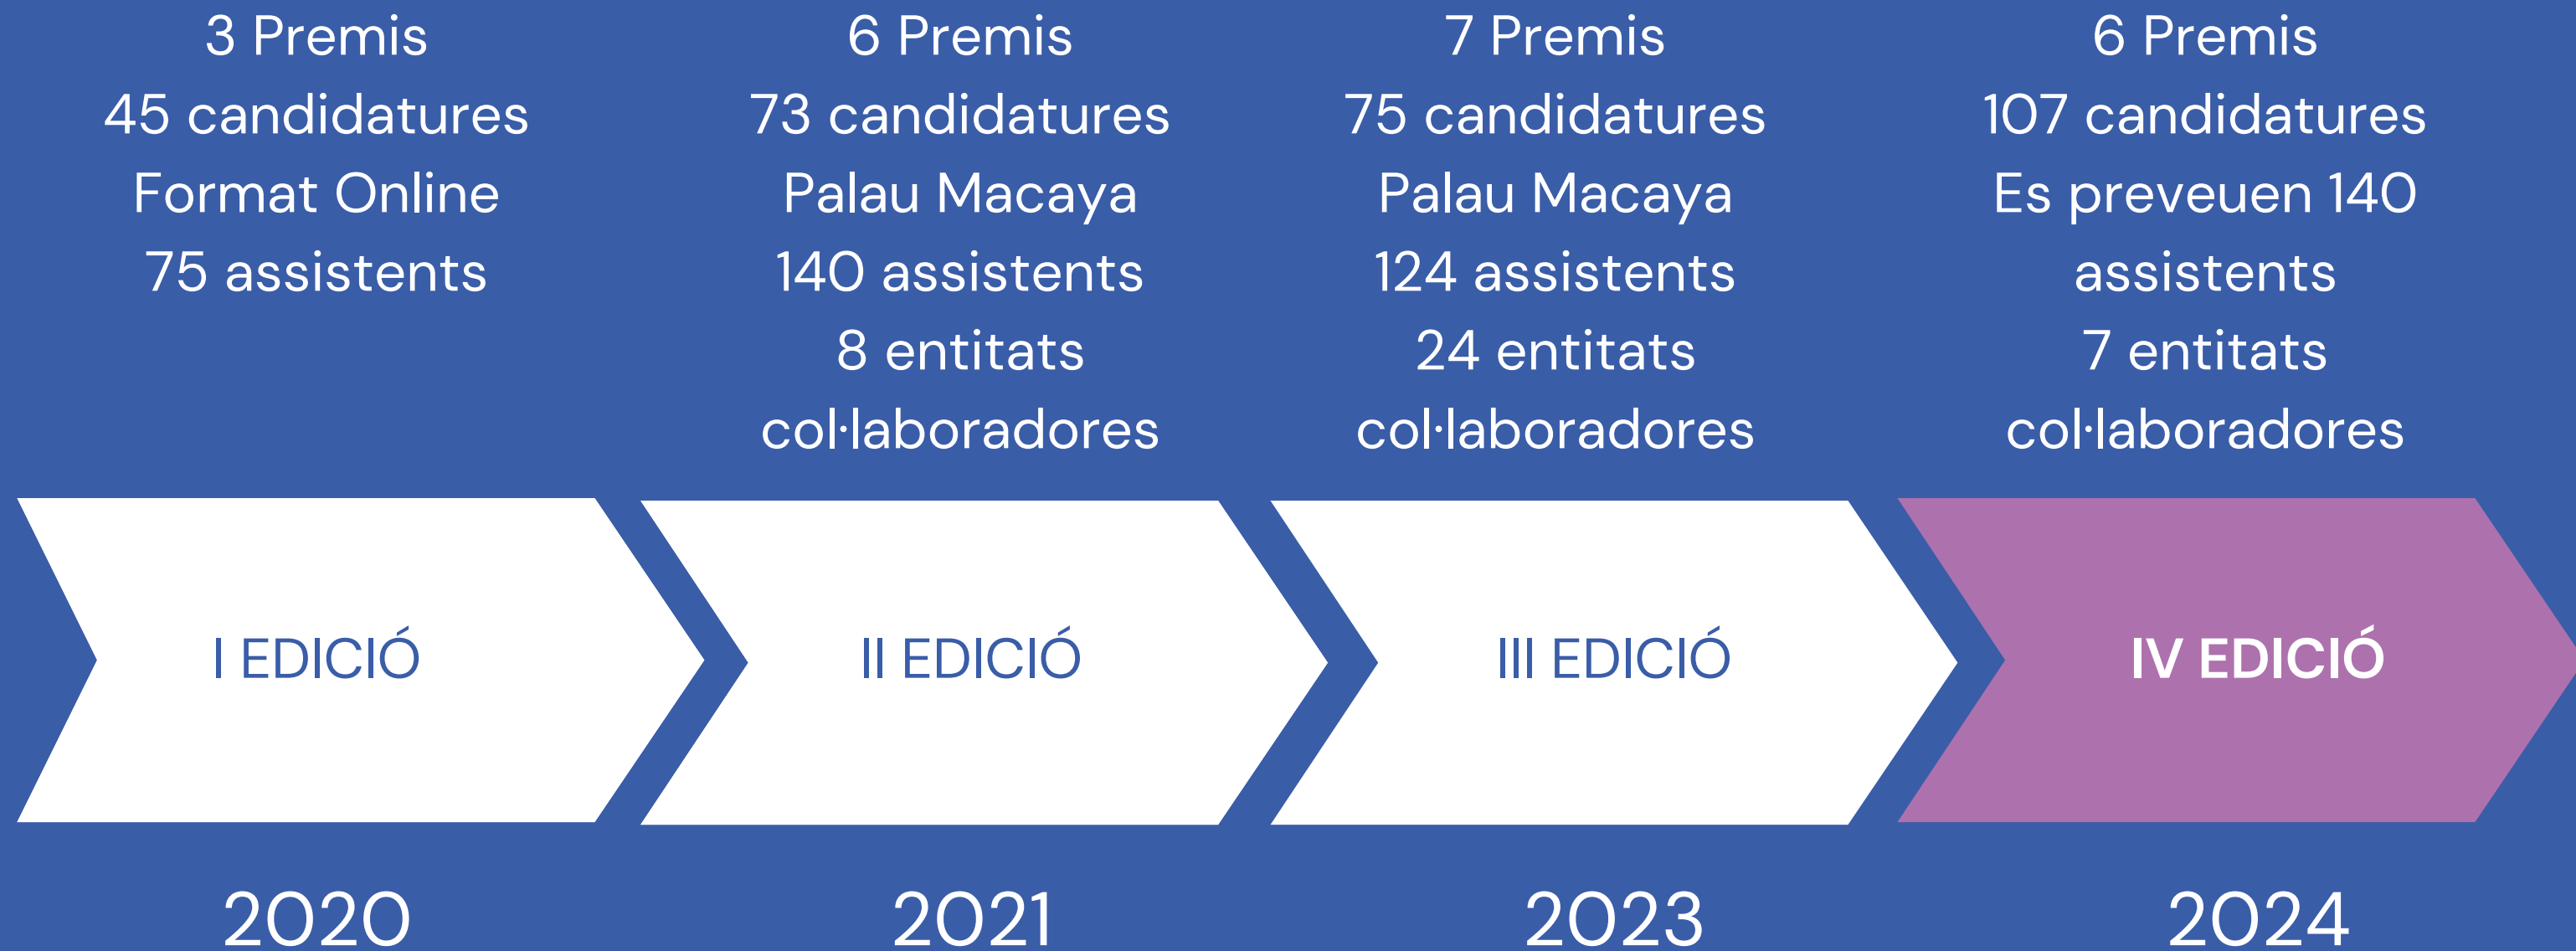 3 Premis
45 candidatures
Format Online
75 assistents
6 Premis
73 candidatures
Palau Macaya
140 assistents
8 entitats
col·laboradores
7 Premis
75 candidatures
Palau Macaya
124 assistents
24 entitats
col·laboradores
6 Premis
107 candidatures
Es preveuen 140
assistents
7 entitats
col·laboradores
I EDICIÓ
II EDICIÓ
III EDICIÓ
IV EDICIÓ
2020
2021
2023
2024